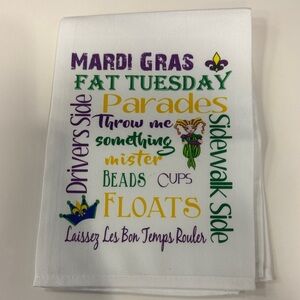 MARDI GRAS
FAT TUESDAY
Parades
Driver's Side
Throw me
something
mister
Sidewalk Side
BEADS CUPS
FLOATS
Laissez Les Bon Temps Rouler